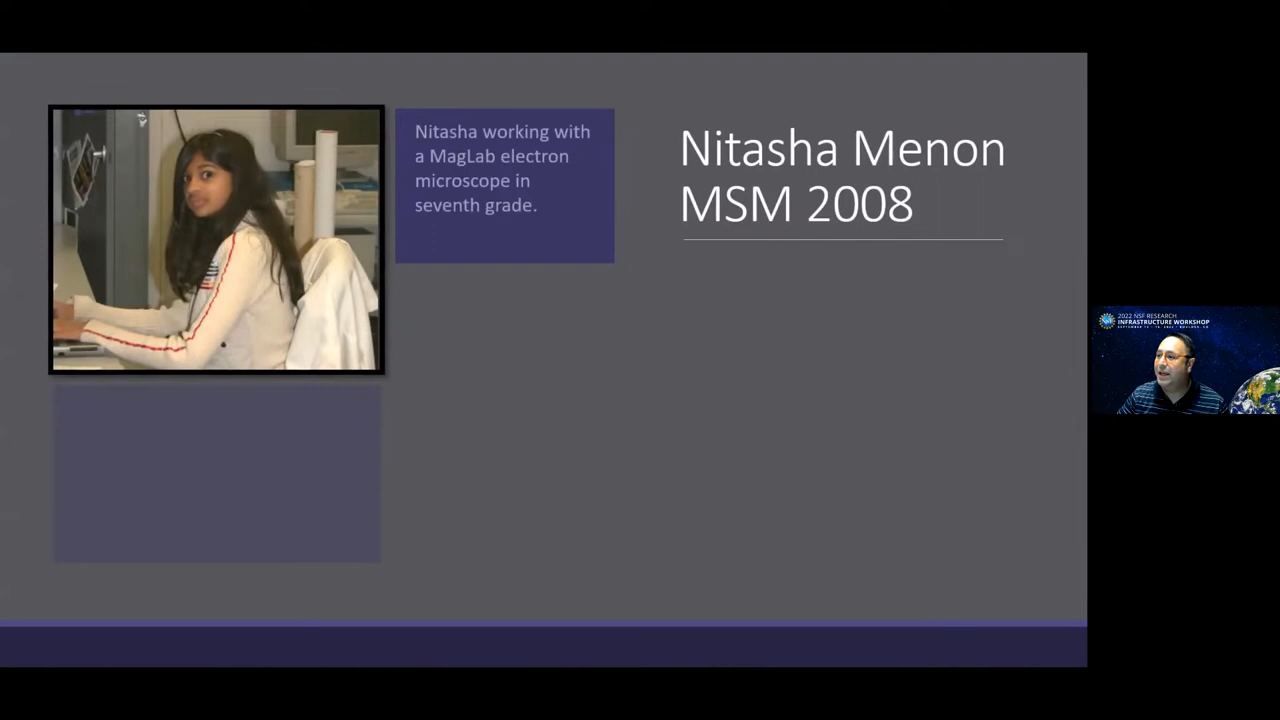 Nitasha working with
a MagLab electron
microscope in
seventh grade.
Nitasha Menon
MSM 2008
2022 NSF RESEARCH
INFRASTRUCTURE WORKSHOP